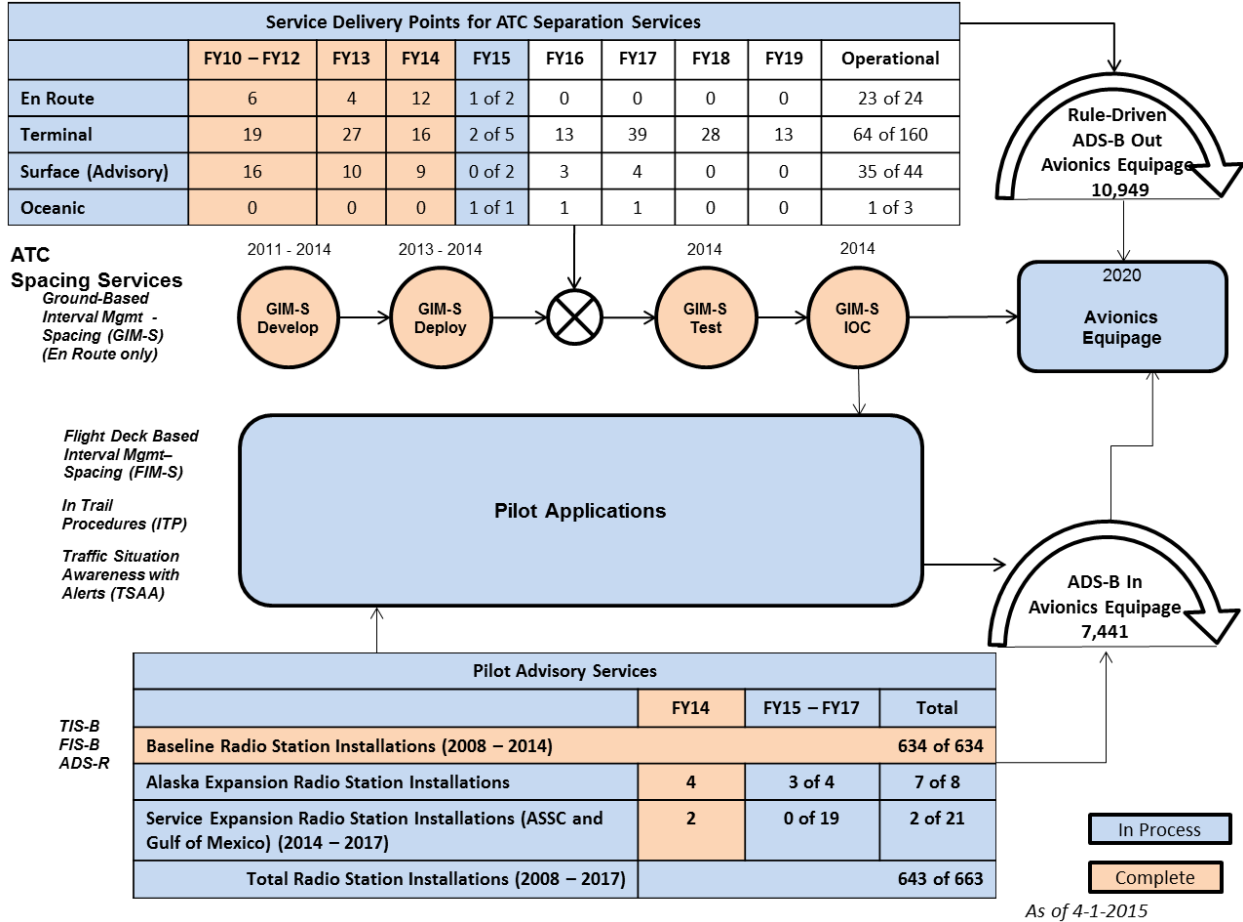 Service Delivery Points for ATC Separation Services
FY10 – FY12 FY13 FY14 FY15 FY16 FY17 FY18 FY19 Operational
En Route 6 4 12 1 of 2 0 0 0 0 23 of 24
Terminal 19 27 16 2 of 5 13 39 28 13 64 of 160
Surface (Advisory) 16 10 9 0 of 2 3 4 0 0 35 of 44
Oceanic 0 0 0 1 of 1 1 1 0 0 1 of 3
Rule-Driven
ADS-B Out
Avionics Equipage
10,949
ATC
Spacing Services
Ground-Based
Interval Mgmt -
Spacing (GIM-S)
(En Route only)
2011 - 2014
GIM-S
Develop
2013 - 2014
GIM-S
Deploy
2014
GIM-S
Test
2014
GIM-S
IOC
2020
Avionics
Equipage
Flight Deck Based
Interval Mgmt–
Spacing (FIM-S)
In Trail
Procedures (ITP)
Traffic Situation
Awareness with
Alerts (TSAA)
Pilot Applications
ADS-B In
Avionics Equipage
7,441
TIS-B
FIS-B
ADS-R
Pilot Advisory Services
FY14 FY15 – FY17 Total
Baseline Radio Station Installations (2008 – 2014) 634 of 634
Alaska Expansion Radio Station Installations 4 3 of 4 7 of 8
Service Expansion Radio Station Installations (ASSC and
Gulf of Mexico) (2014 – 2017) 2 0 of 19 2 of 21
Total Radio Station Installations (2008 – 2017) 643 of 663
In Process
Complete
As of 4-1-2015